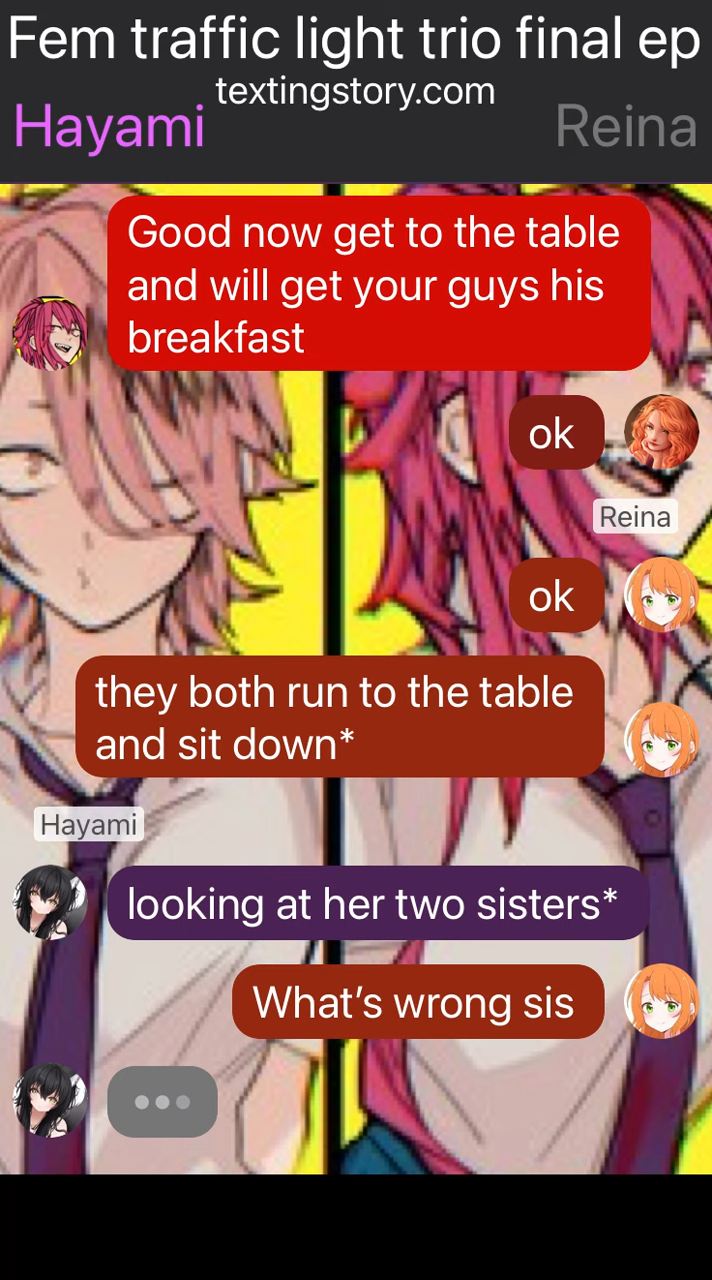 Fem traffic light trio final ep
textingstory.com
Hayami
Reina
Good now get to the table
and will get your guys his
breakfast
ok
Reina
ok
they both run to the table
and sit down*
Hayami
looking at her two sisters*
What’s wrong sis